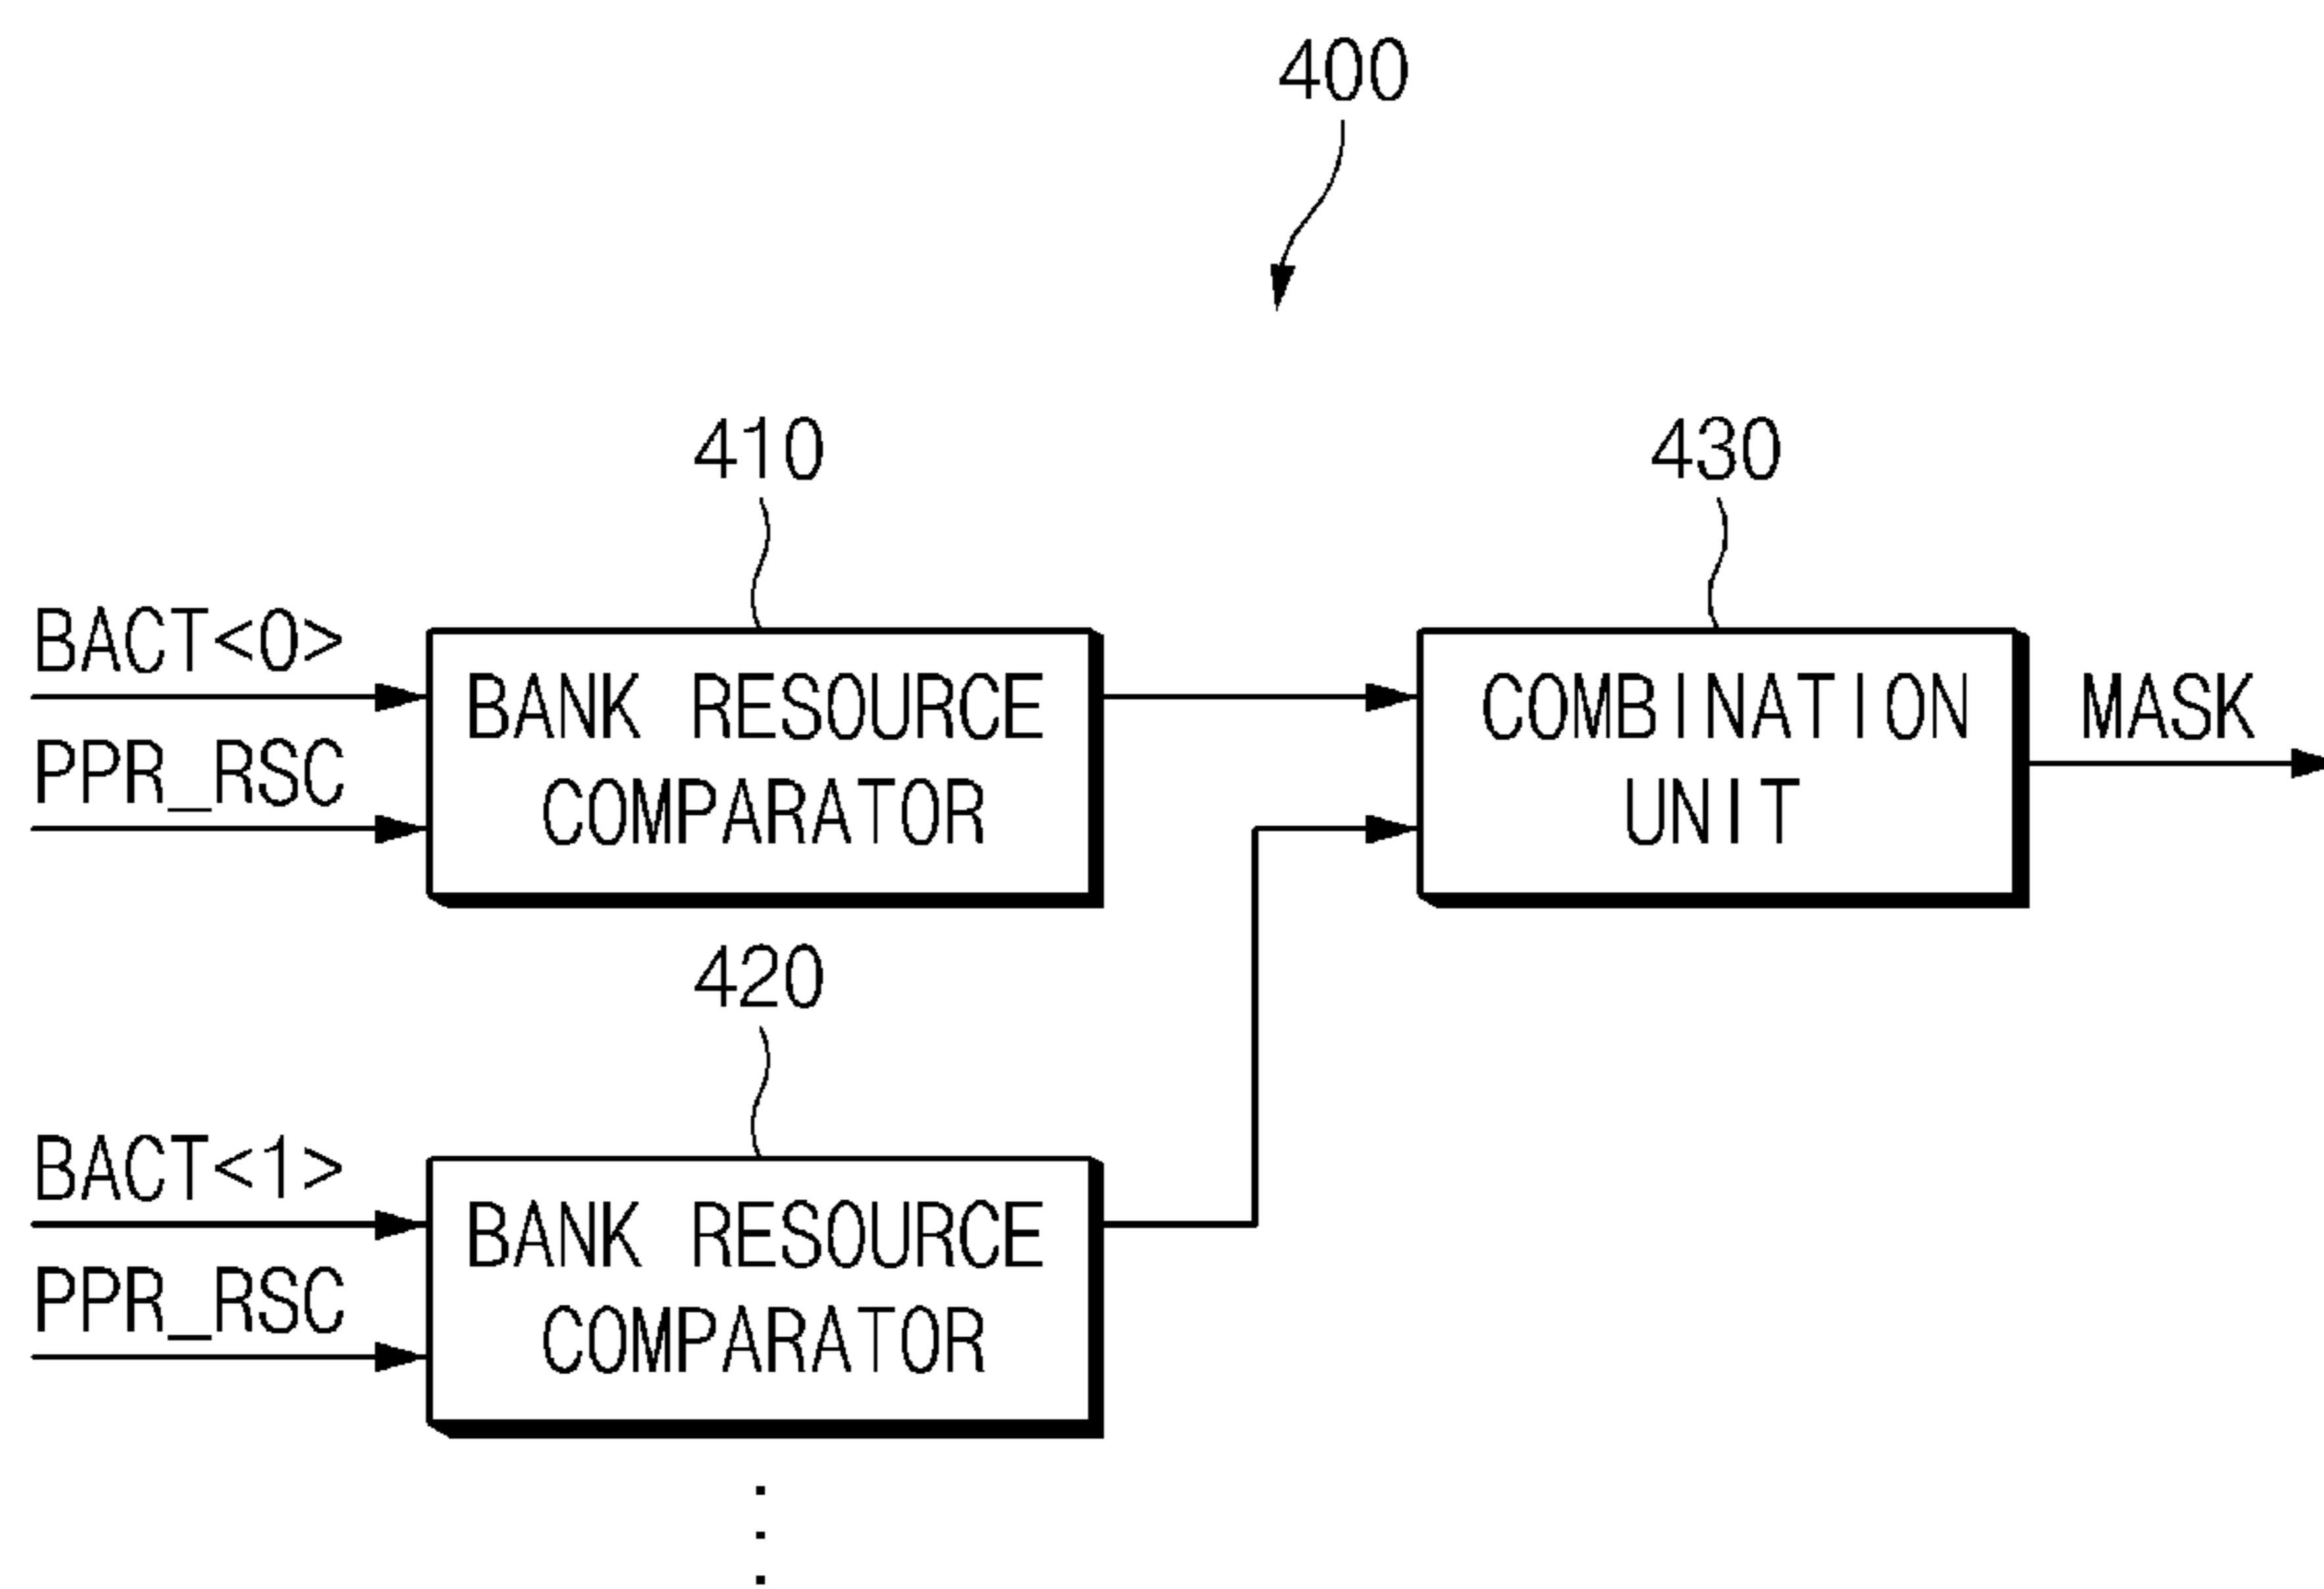 400
410
430
BACT<0>
PPR_RSC
BANK RESOURCE
COMPARATOR
COMBINATION
UNIT
MASK
420
BACT<1>
PPR_RSC
BANK RESOURCE
COMPARATOR